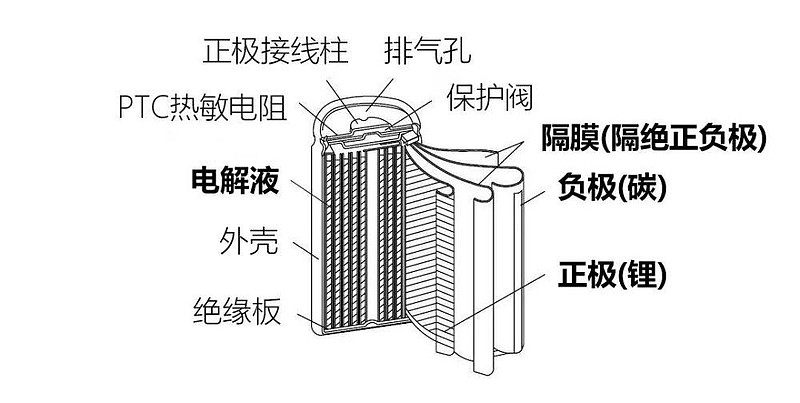 正极接线柱
排气孔
PTC热敏电阻
保护阀
隔膜(隔绝正负极)
电解液
负极(碳)
外壳
正极(锂)
绝缘板